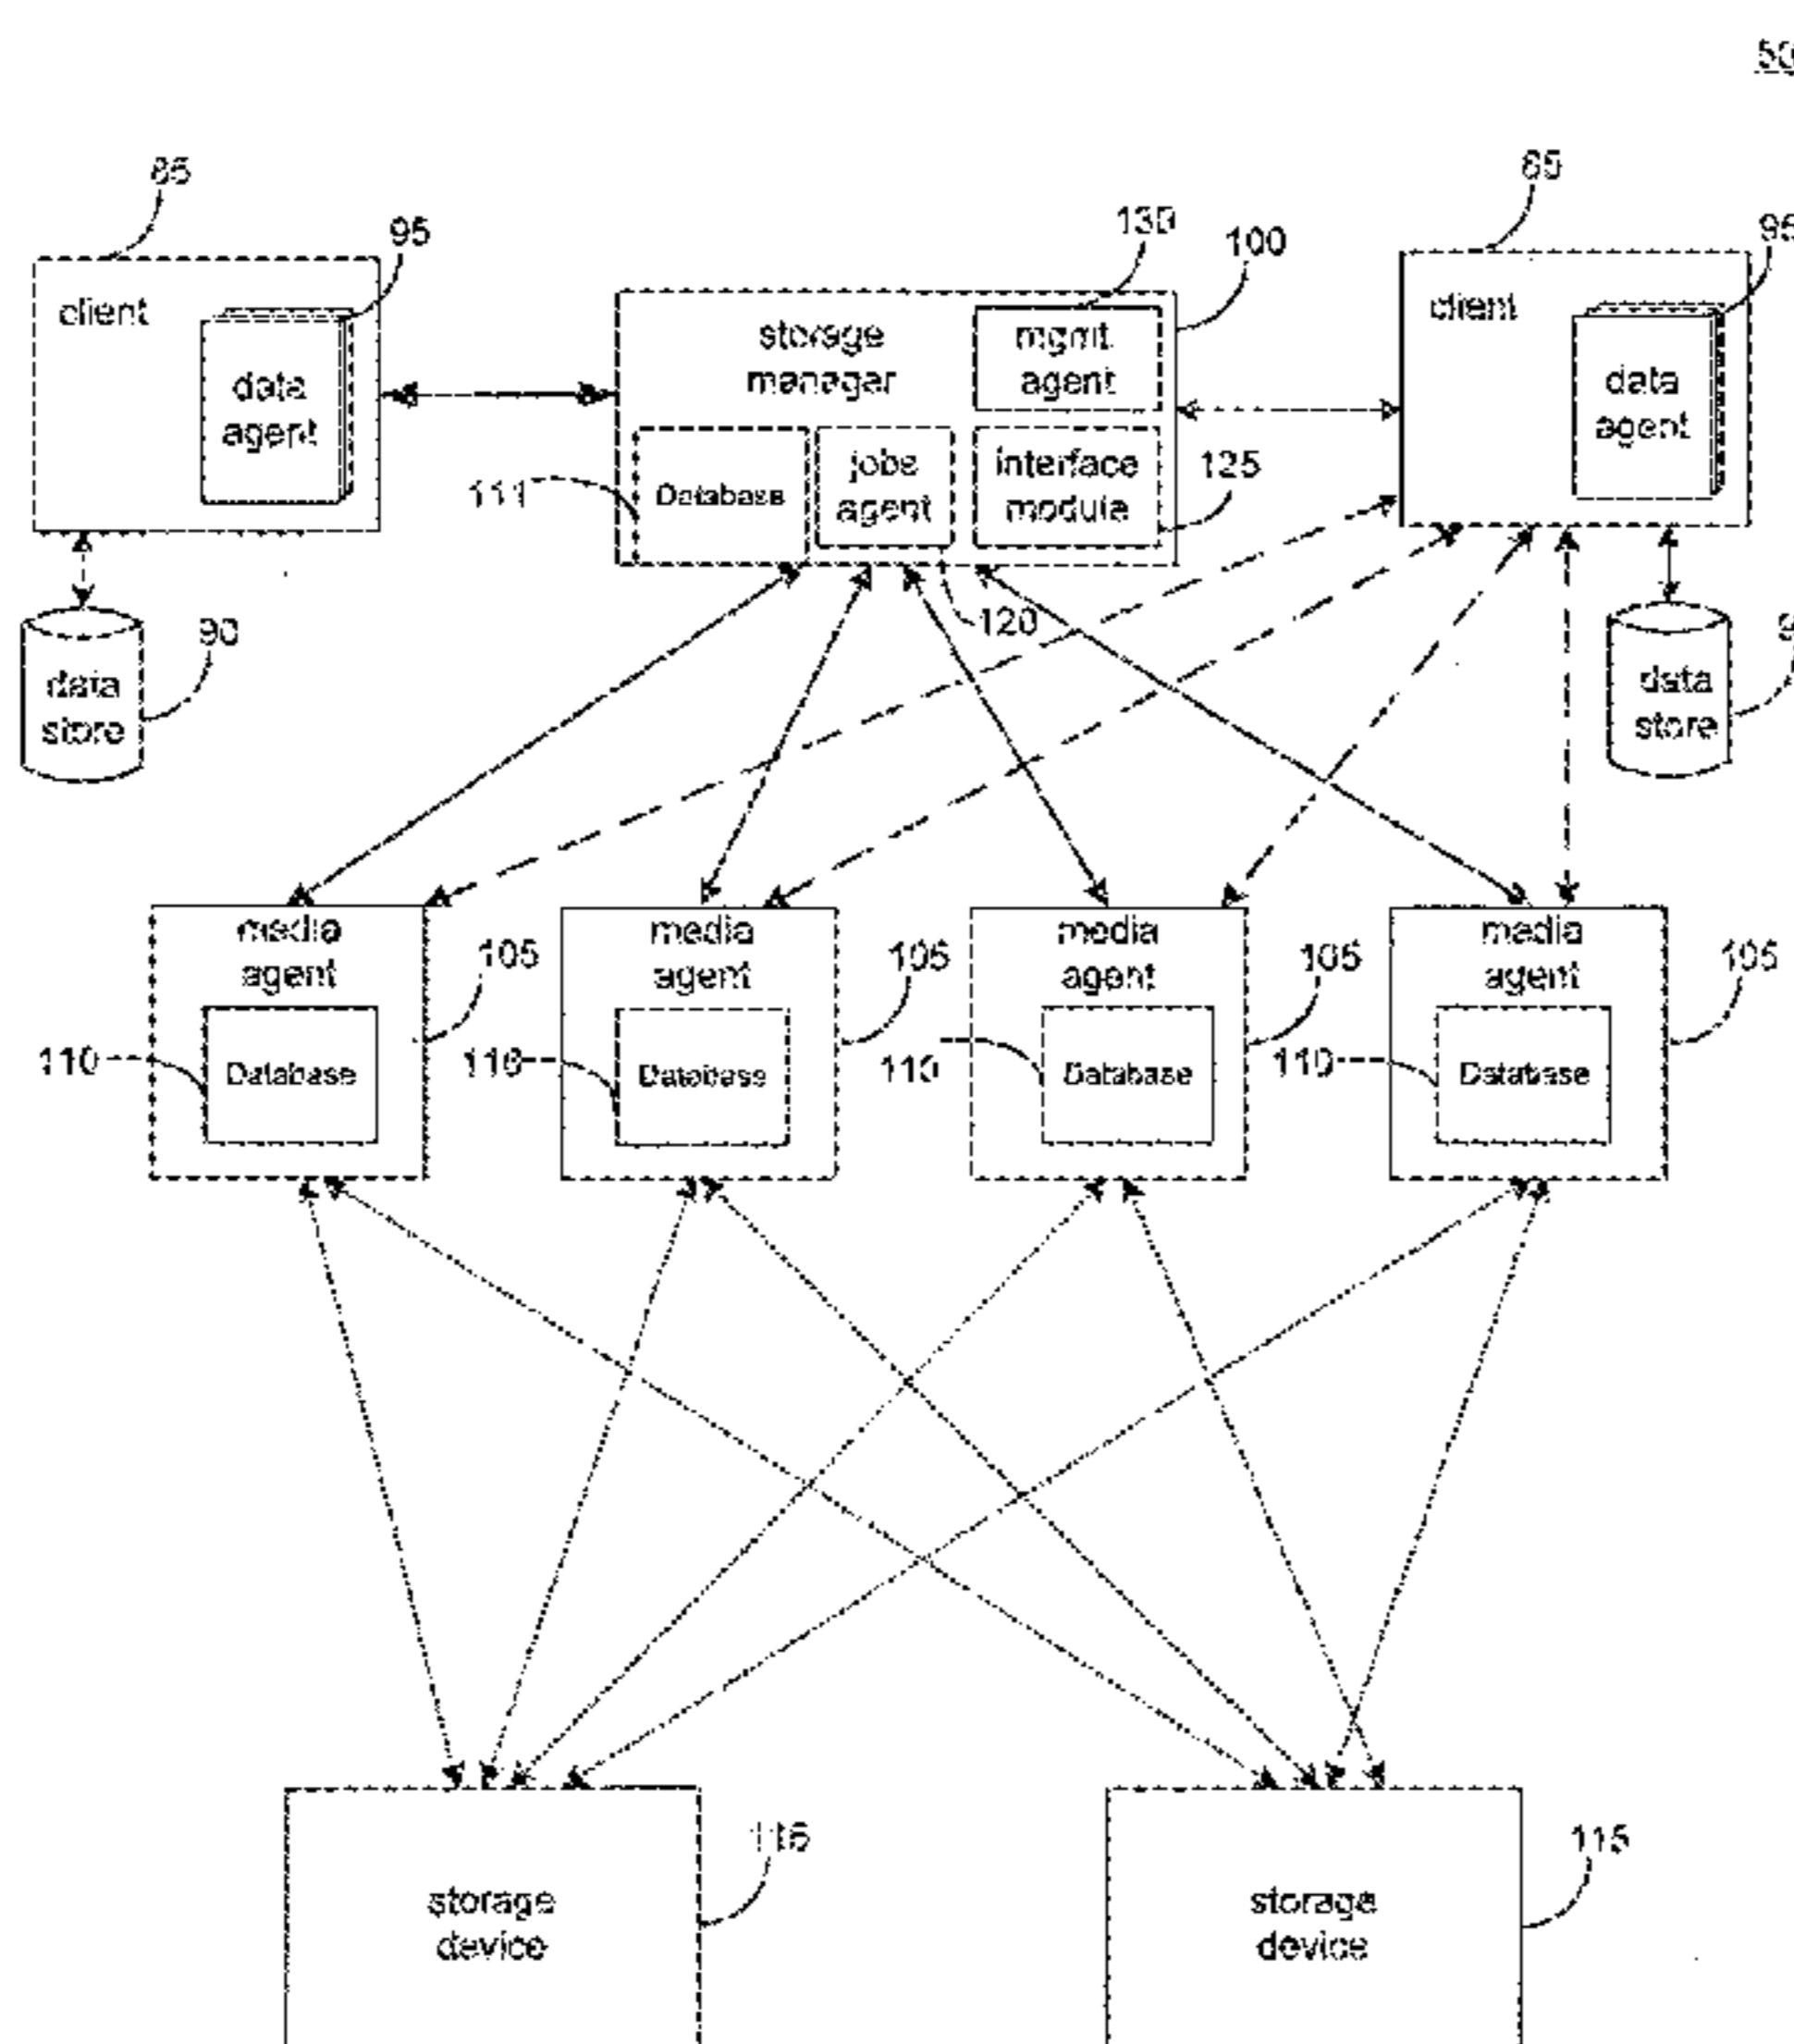 50
85
85
95
95
130
100
client
client
storage
manager
mgmt.
agent
data
agent
data
agent
111
Database
jobs
agent
interface
module
125
120
90
data
store
data
store
media
agent
105
media
agent
105
media
agent
105
media
agent
105
110
Database
110
Database
110
Database
110
Database
115
115
storage
device
storage
device